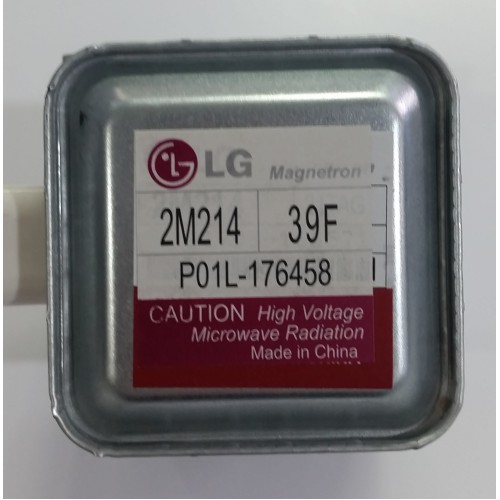 LG Magnetron
2M214 39F
P01L-176458
CAUTION High Voltage
Microwave Radiation
Made in China